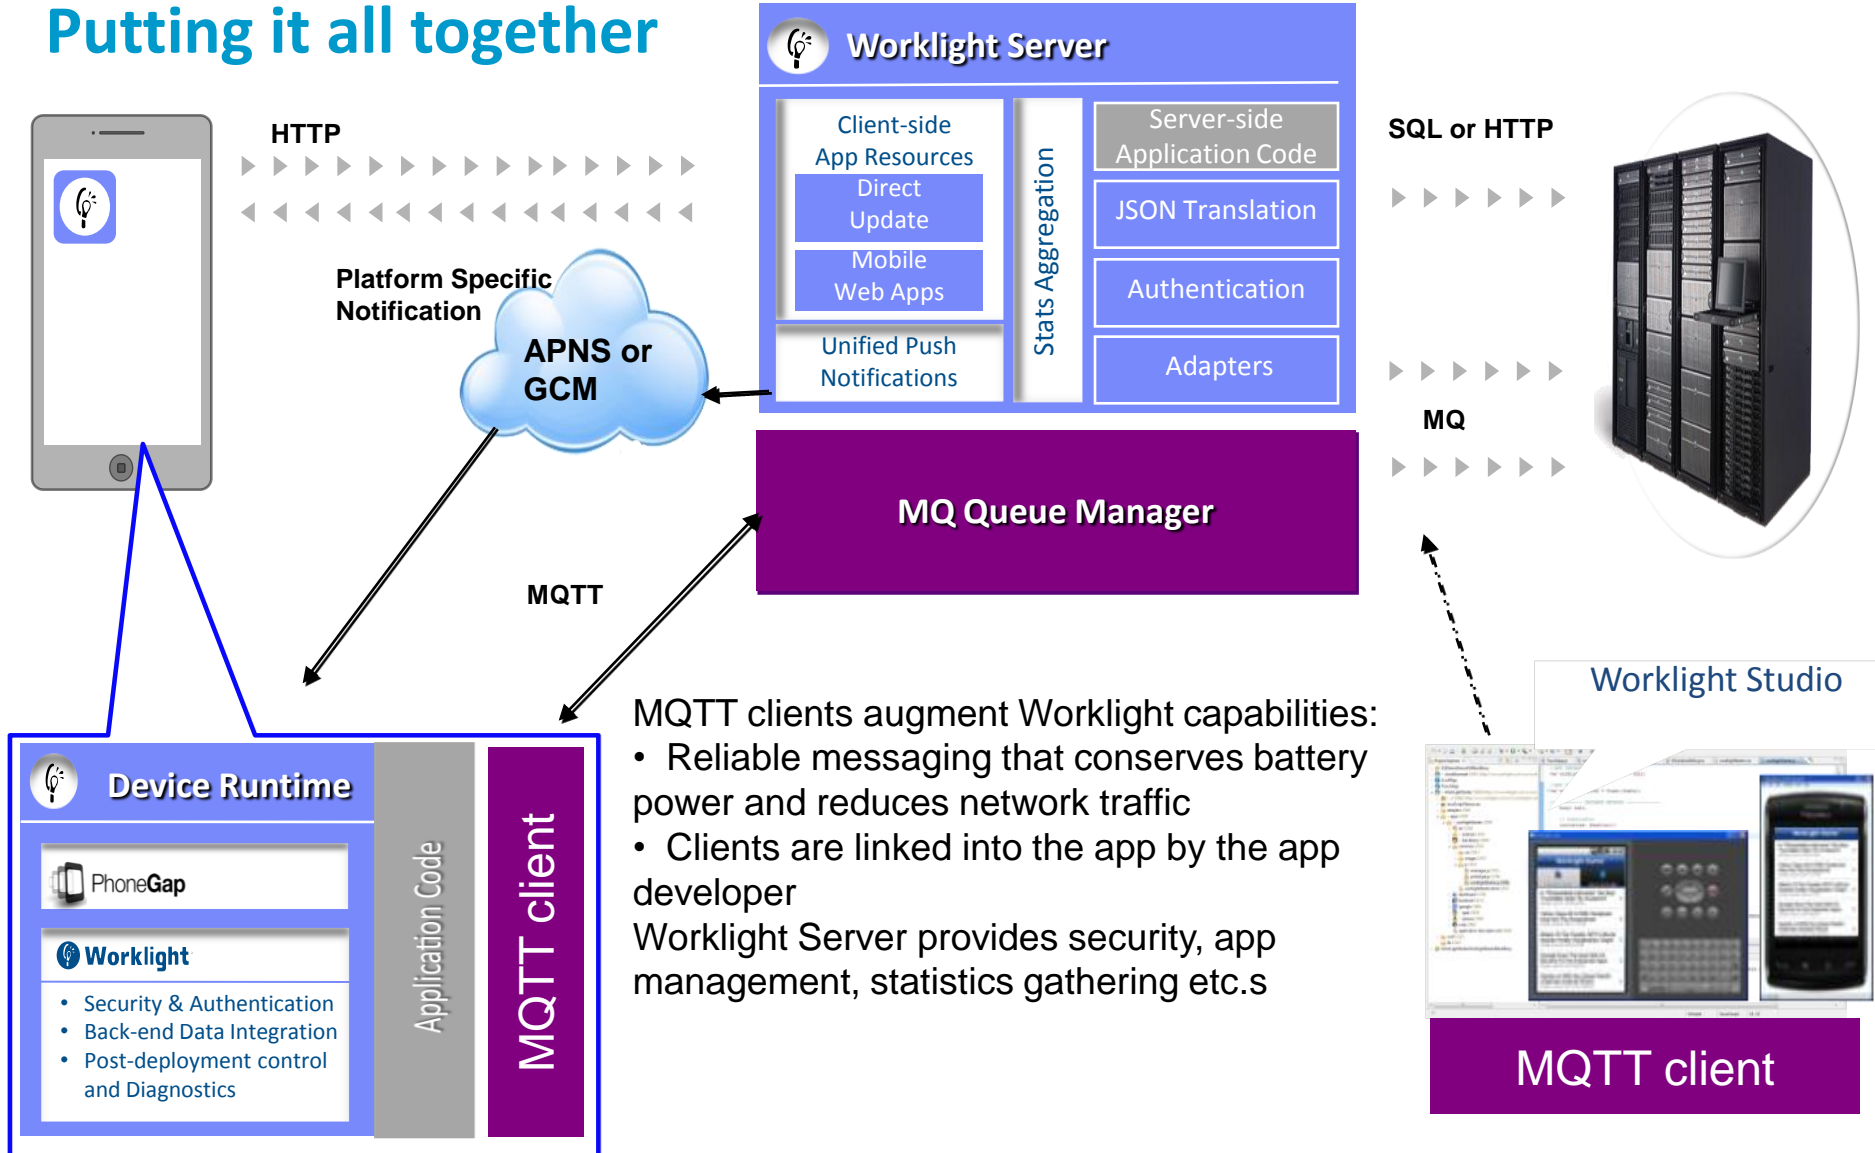 Putting it all together
Worklight Server
HTTP
Client-side
App Resources
Direct
Update
Mobile
Web Apps
Unified Push
Notifications
Stats Aggregation
Server-side
Application Code
JSON Translation
Authentication
Adapters
SQL or HTTP
MQ
Platform Specific
Notification
APNS or
GCM
MQ Queue Manager
MQTT
Device Runtime
PhoneGap
Worklight
• Security & Authentication
• Back-end Data Integration
• Post-deployment control
and Diagnostics
Application Code
MQTT client
MQTT clients augment Worklight capabilities:
• Reliable messaging that conserves battery
power and reduces network traffic
• Clients are linked into the app by the app
developer
Worklight Server provides security, app
management, statistics gathering etc.s
Worklight Studio
MQTT client